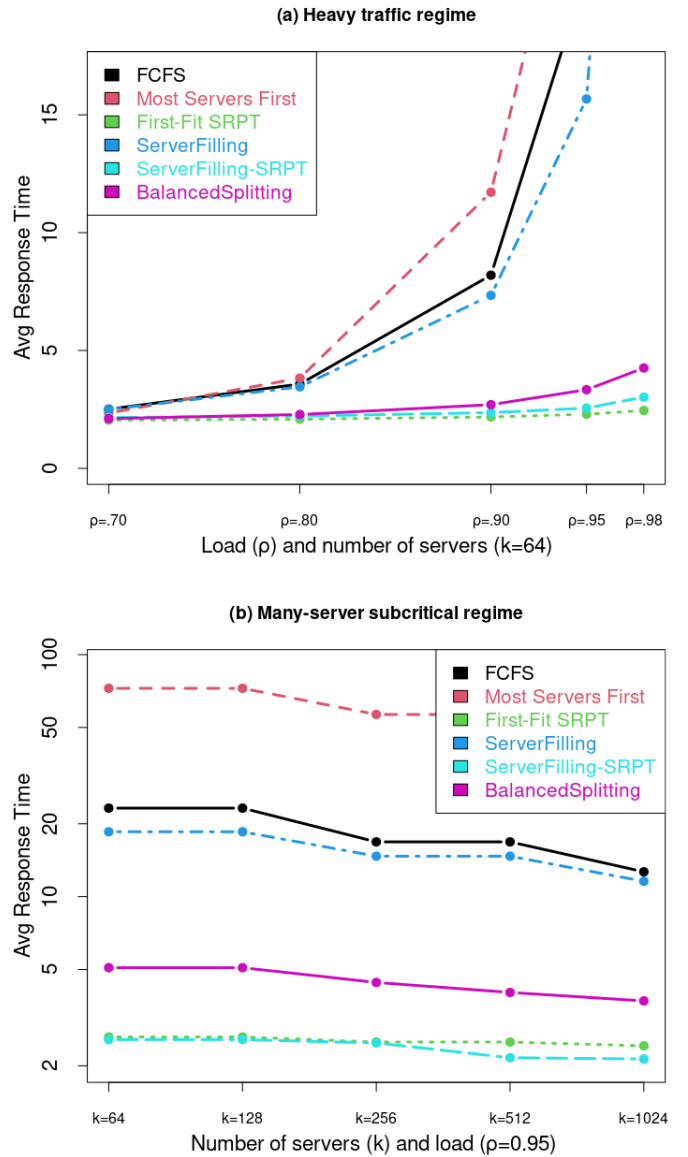 (a) Heavy traffic regime
FCFS
Most Servers First
First-Fit SRPT
ServerFilling
ServerFilling-SRPT
BalancedSplitting
Avg Response Time
15
10
5
0
ρ=.70
ρ=.80
ρ=.90
ρ=.95
ρ=.98
Load (ρ) and number of servers (k=64)
(b) Many-server subcritical regime
FCFS
Most Servers First
First-Fit SRPT
ServerFilling
ServerFilling-SRPT
BalancedSplitting
Avg Response Time
100
50
20
10
5
2
k=64
k=128
k=256
k=512
k=1024
Number of servers (k) and load (ρ=0.95)